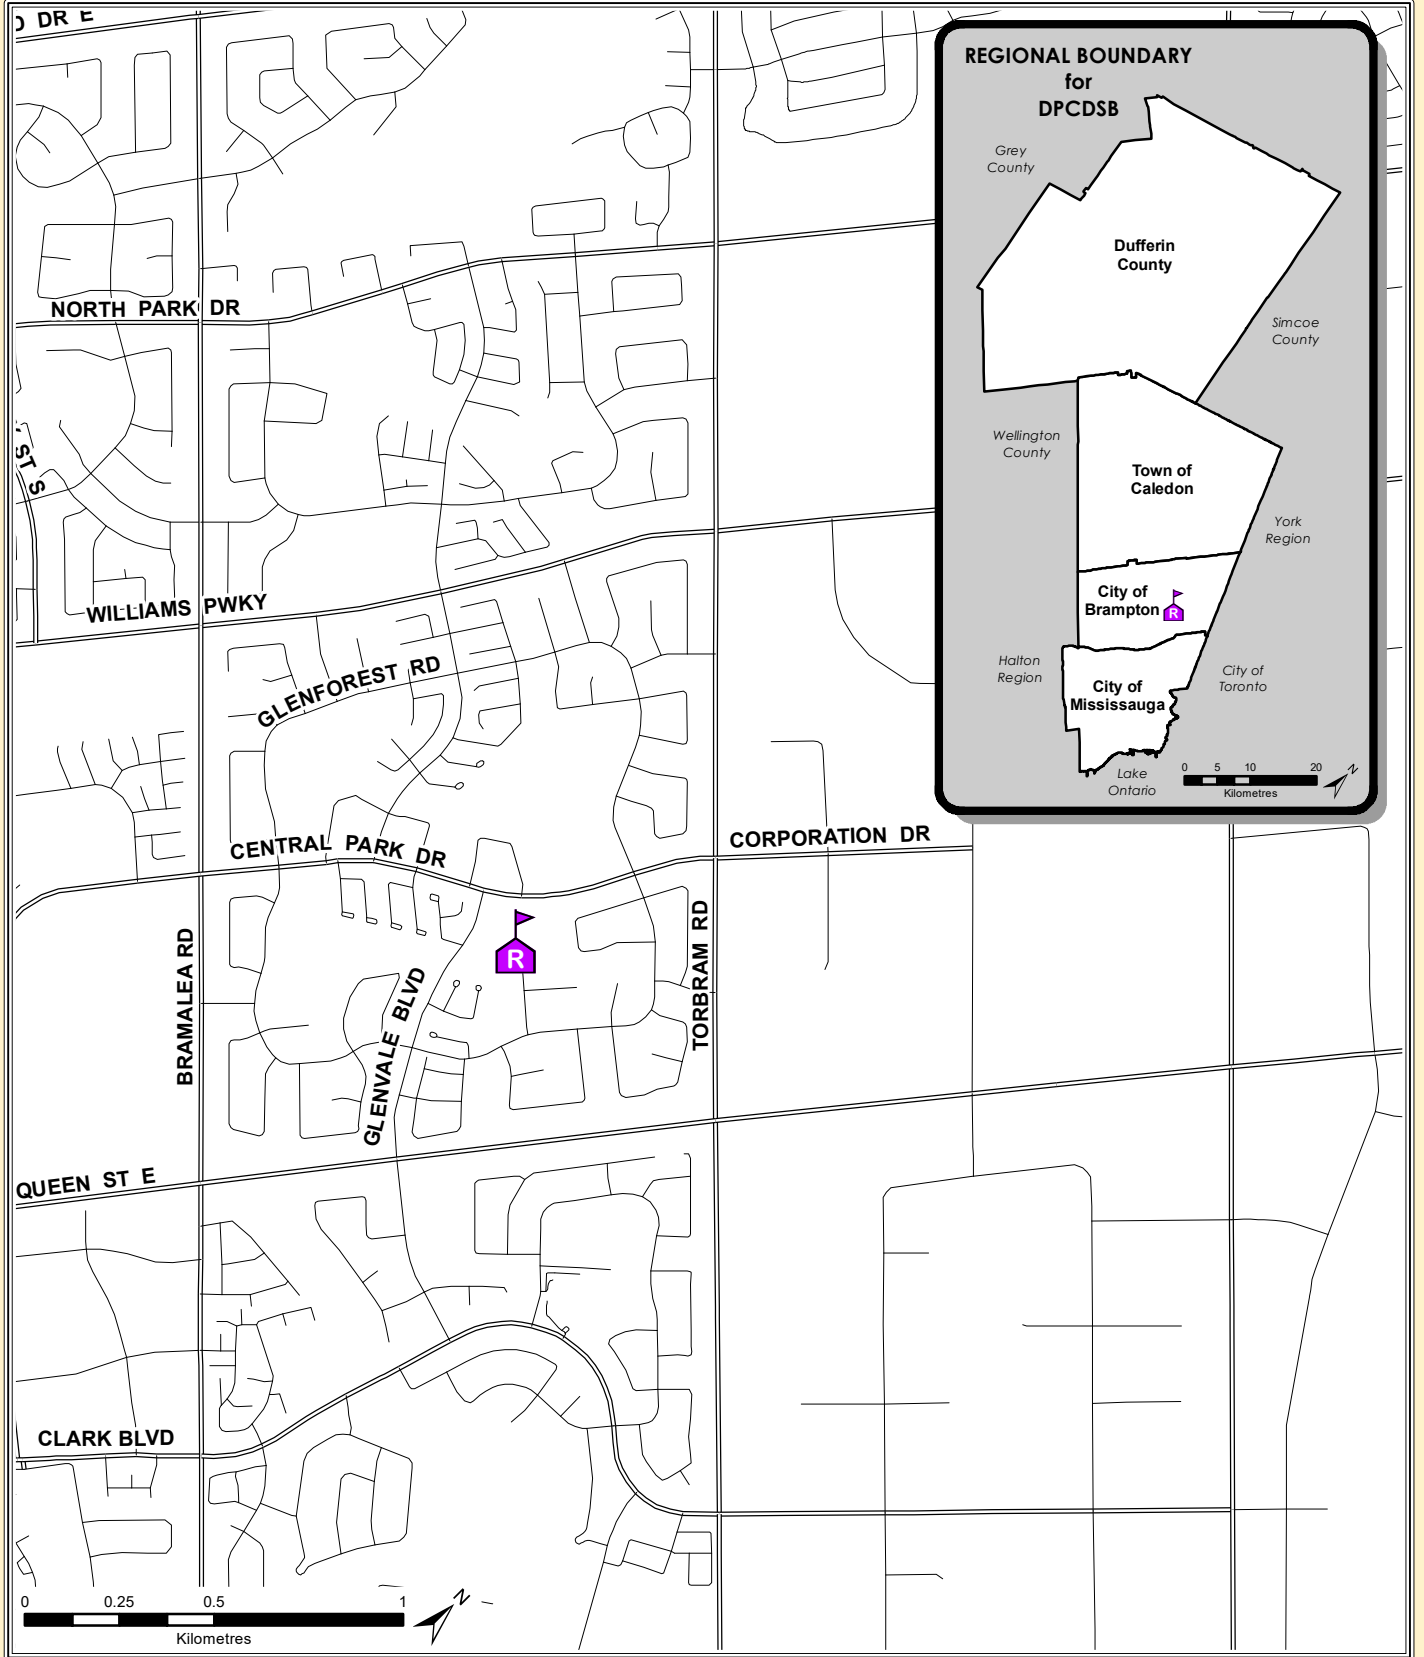 D DR E
REGIONAL BOUNDARY
for
DPCDSB
Grey
County
Dufferin
County
Simcoe
County
NORTH PARK DR
Wellington
County
Town of
Caledon
ST S
York
Region
City of
Brampton
R
WILLIAMS PWKY
GLENFOREST RD
Halton
Region
City of
Mississauga
City of
Toronto
Lake
Ontario
0 5 10 20
Kilometres
N
CENTRAL PARK DR
CORPORATION DR
R
BRAMALEA RD
GLENVALE BLVD
TORBRAM RD
QUEEN ST E
CLARK BLVD
0 0.25 0.5 1
Kilometres
N